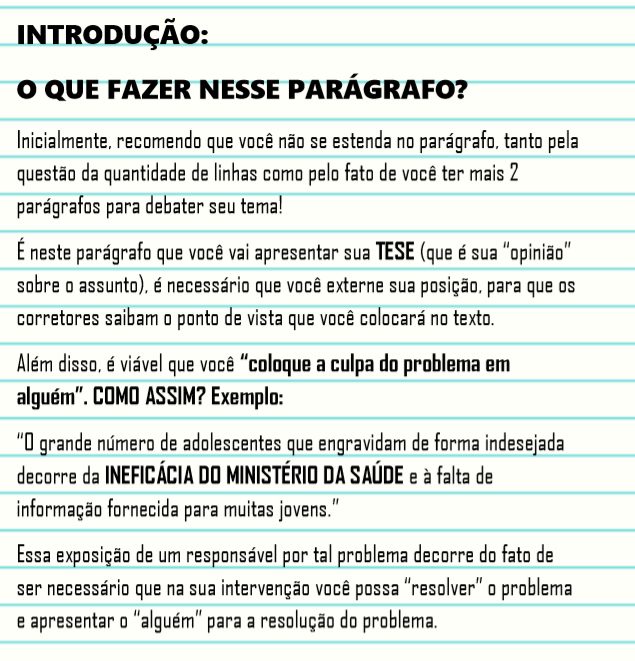 INTRODUÇÃO:
O QUE FAZER NESSE PARÁGRAFO?
Inicialmente, recomendo que você não se estenda no parágrafo, tanto pela
questão da quantidade de linhas como pelo fato de você ter mais 2
parágrafos para debater seu tema!
É neste parágrafo que você vai apresentar sua TESE (que é sua “opinião”
sobre o assunto), é necessário que você externe sua posição, para que os
corretores saibam o ponto de vista que você colocará no texto.
Além disso, é viável que você “coloque a culpa do problema em
alguém”. COMO ASSIM? Exemplo:
“O grande número de adolescentes que engravidam de forma indesejada
decorre da INEFICÁCIA DO MINISTÉRIO DA SAÚDE e à falta de
informação fornecida para muitas jovens.”
Essa exposição de um responsável por tal problema decorre do fato de
ser necessário que na sua intervenção você possa “resolver” o problema
e apresentar o “alguém” para a resolução do problema.